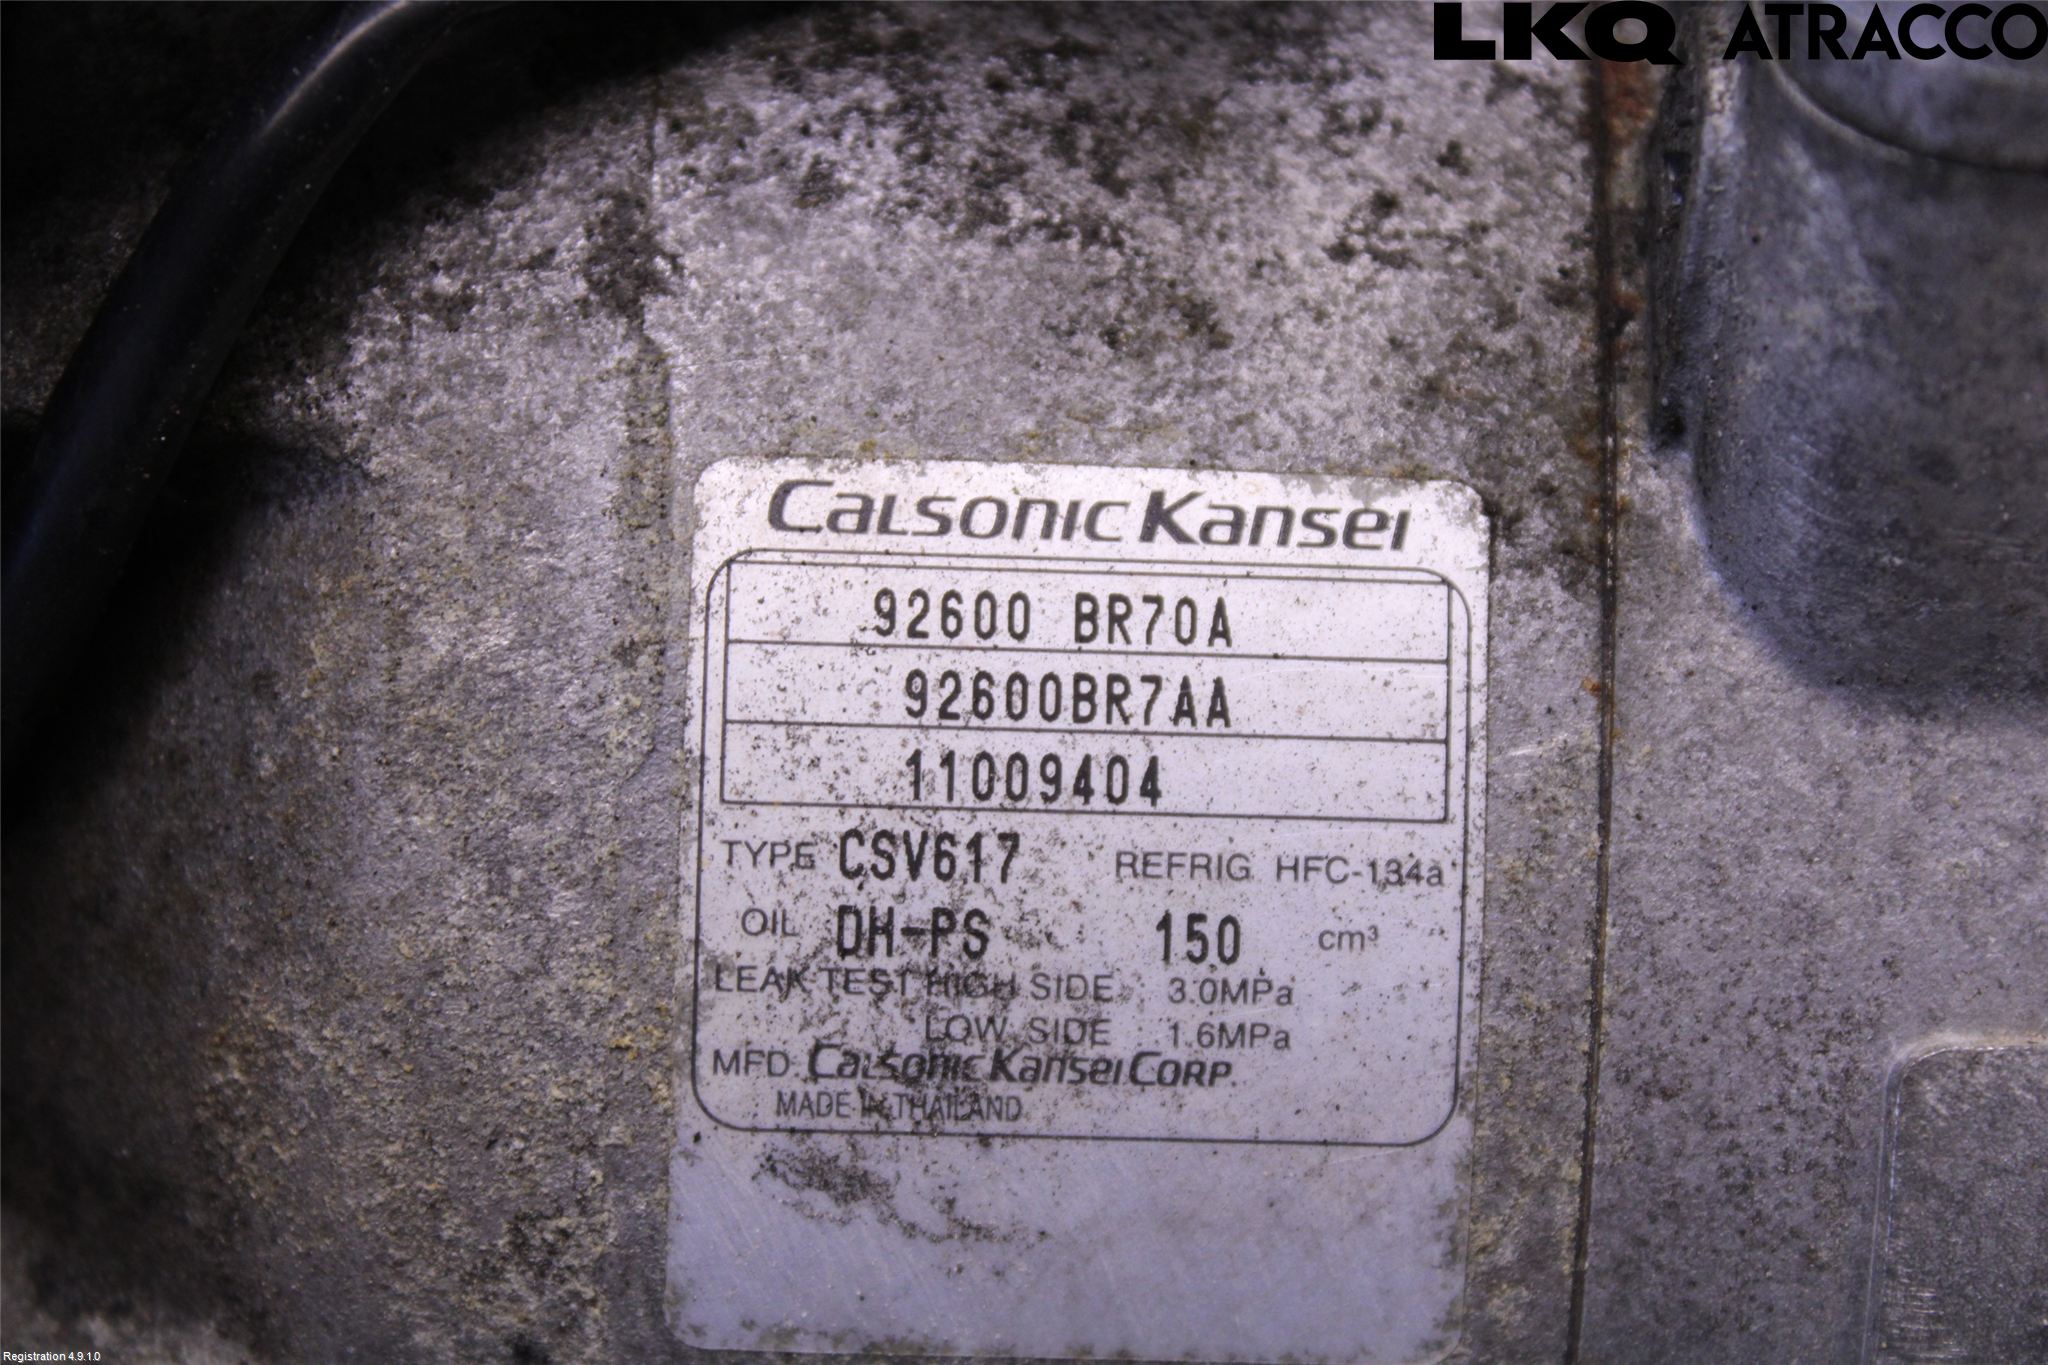 LKQ ATRACCO
CalsonicKansei
92600 BR70A
92600BR7AA
11009404
TYPE CSV617 REFRIG HFC-134a
OIL DH-PS 150 cm³
LEAK TEST HIGH SIDE 3.0MPa
LOW SIDE 1.6MPa
MFD CalsonicKanseiCORP.
MADE IN THAILAND
Registration 4.9.1.0